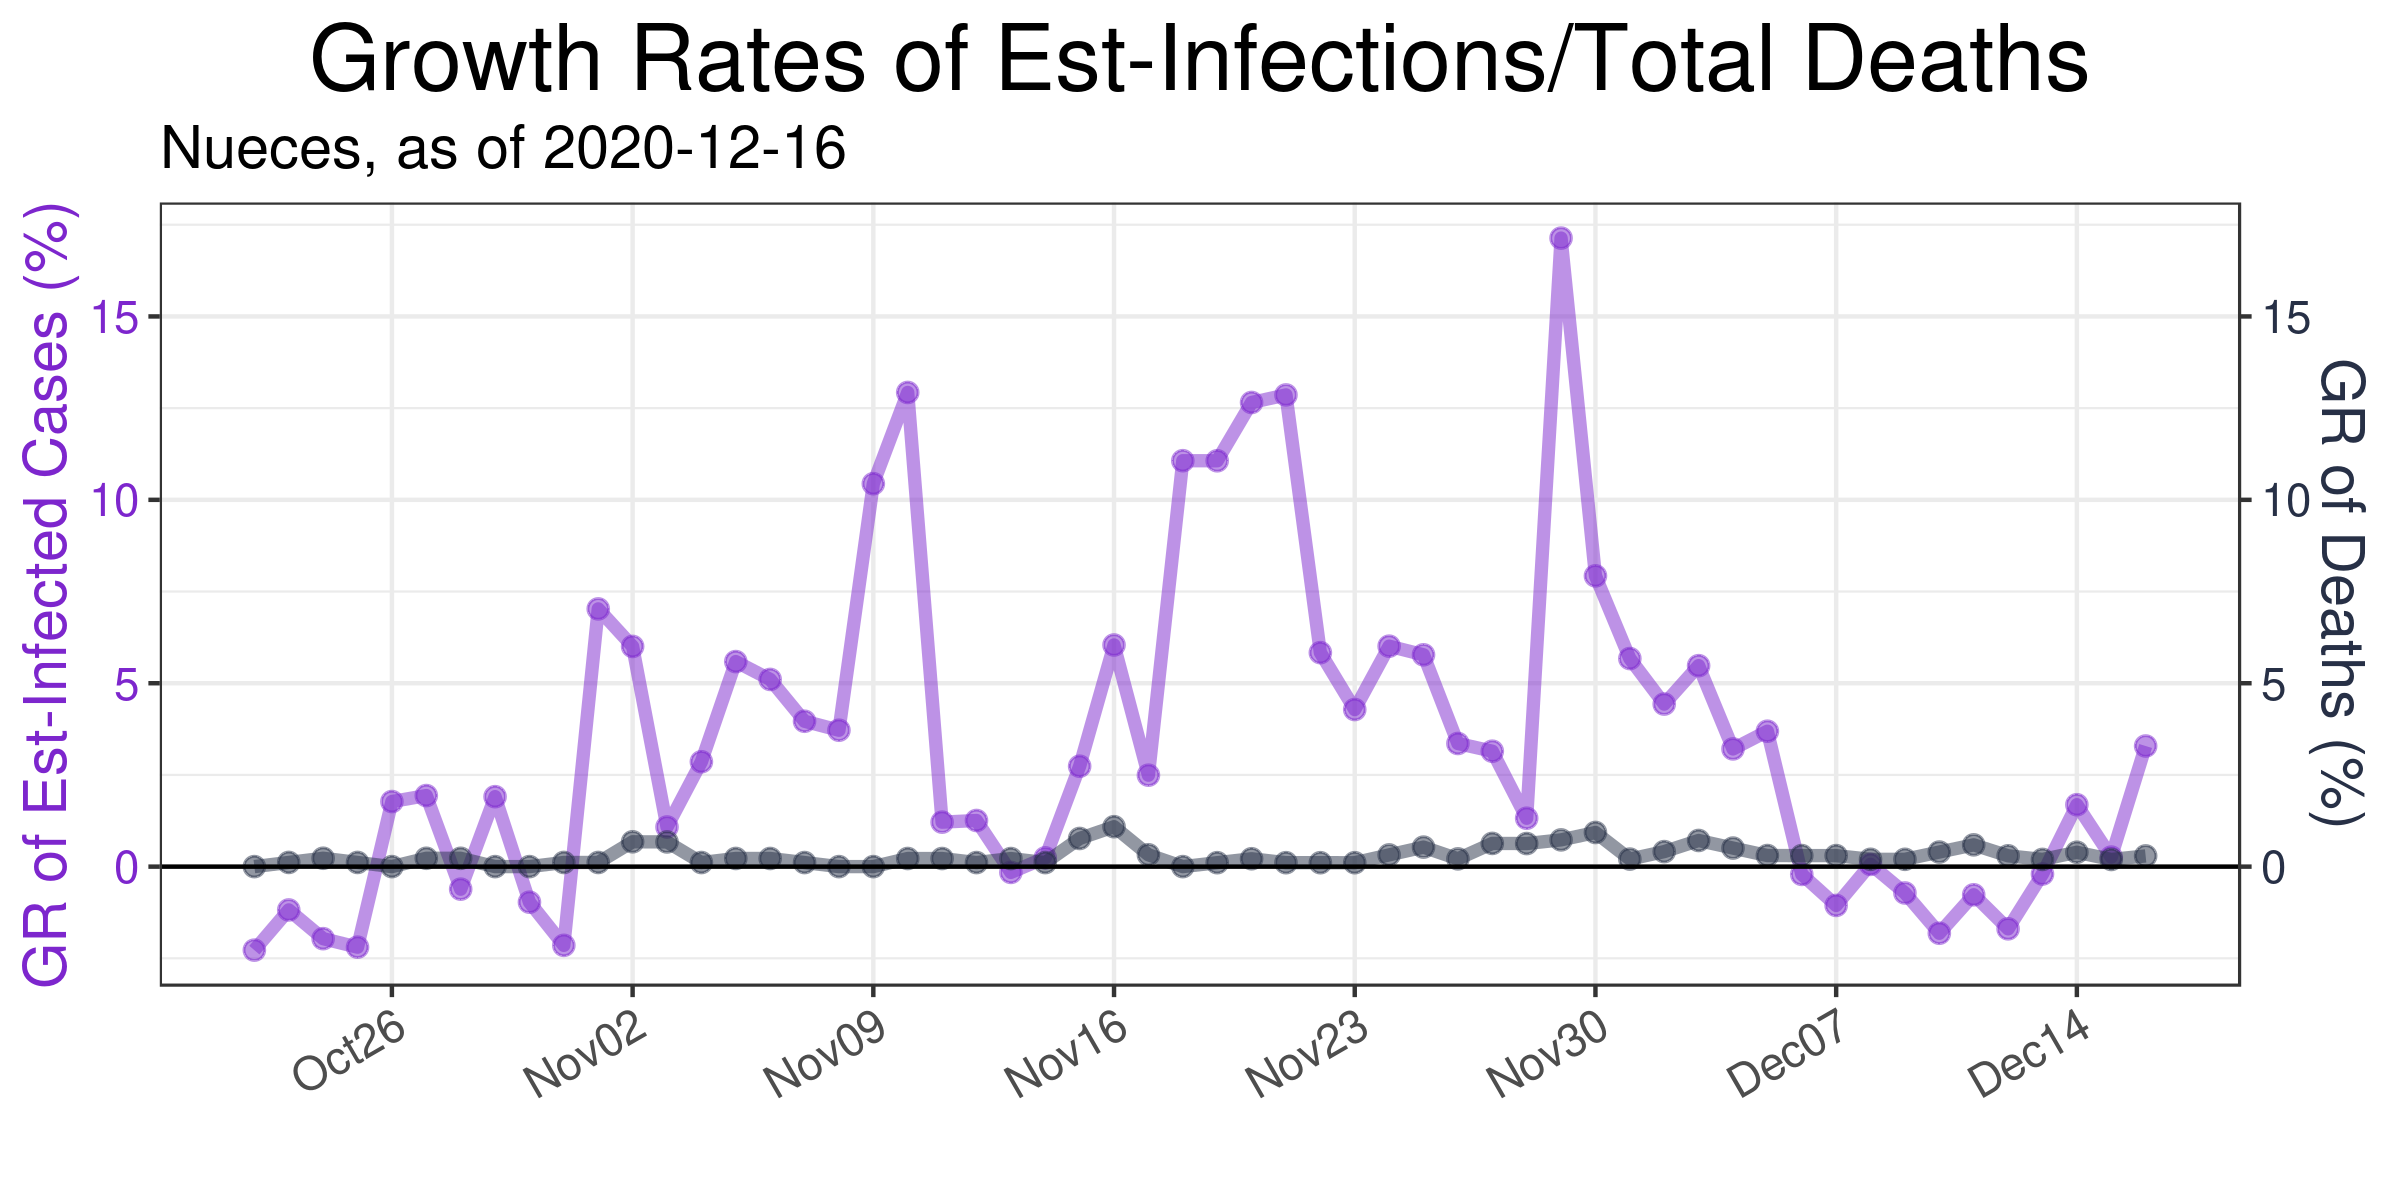 Growth Rates of Est-Infections/Total Deaths
Nueces, as of 2020-12-16
GR of Est-Infected Cases (%)
15
10
5
0
15
10
5
0
GR of Deaths (%)
Oct26
Nov02
Nov09
Nov16
Nov23
Nov30
Dec07
Dec14